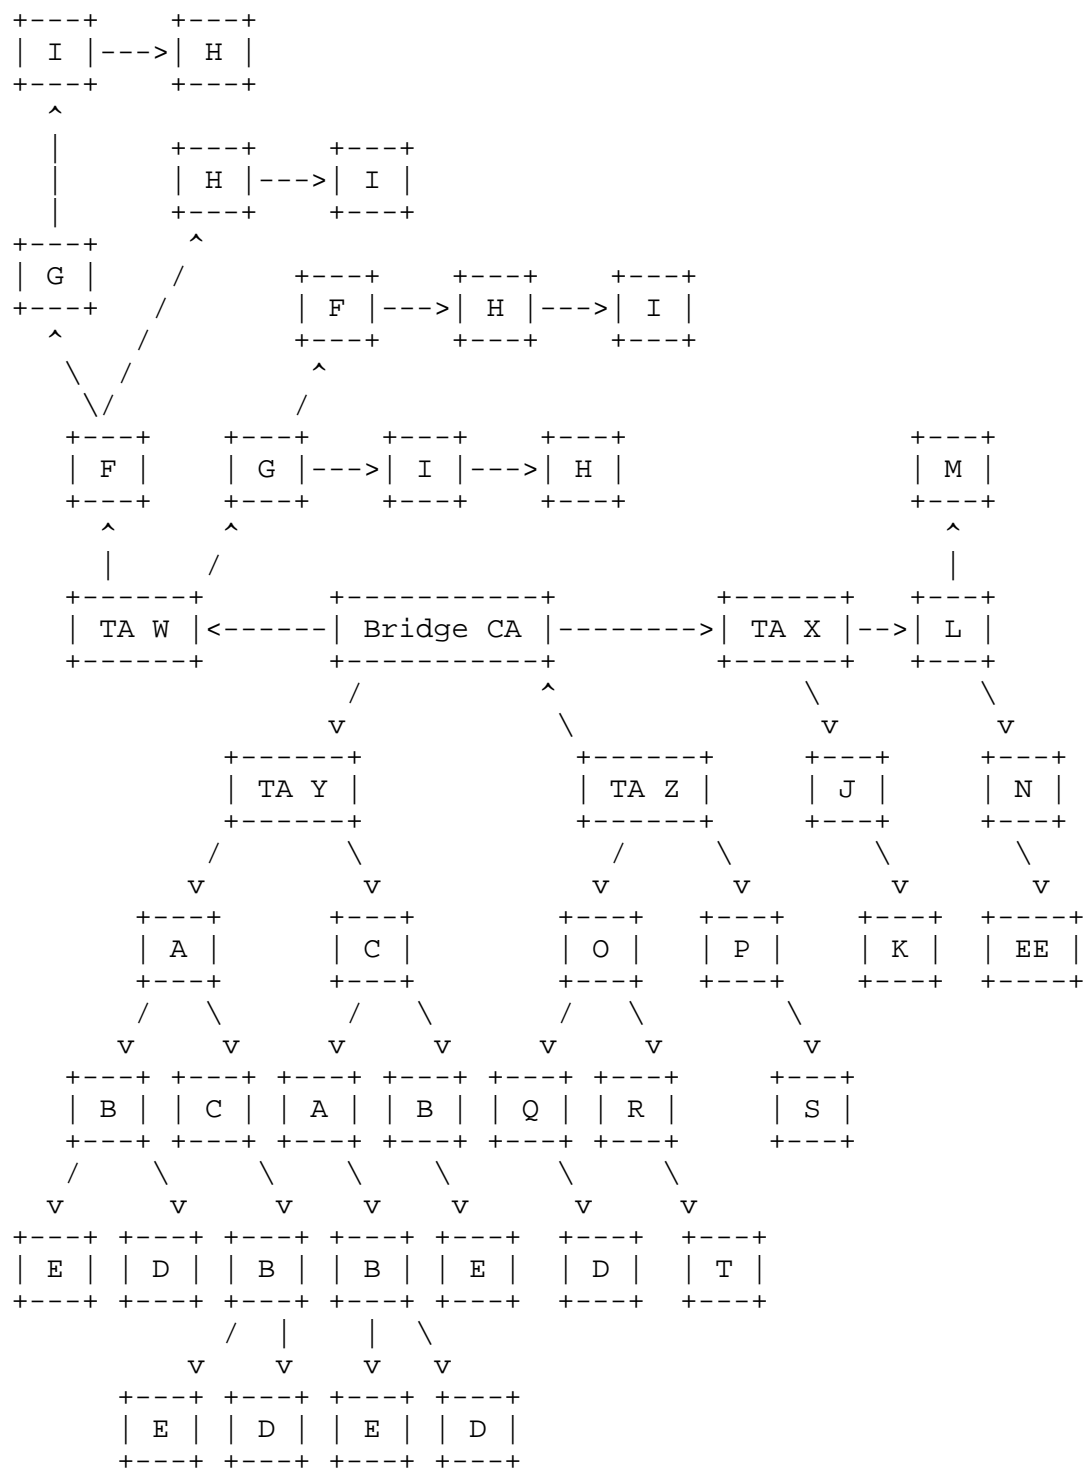 I H
H I
G
F H I
F G I H M
TA W Bridge CA TA X L
TA Y TA Z J N
A C O P K EE
B C A B Q R S
E D B B E D T
E D E D